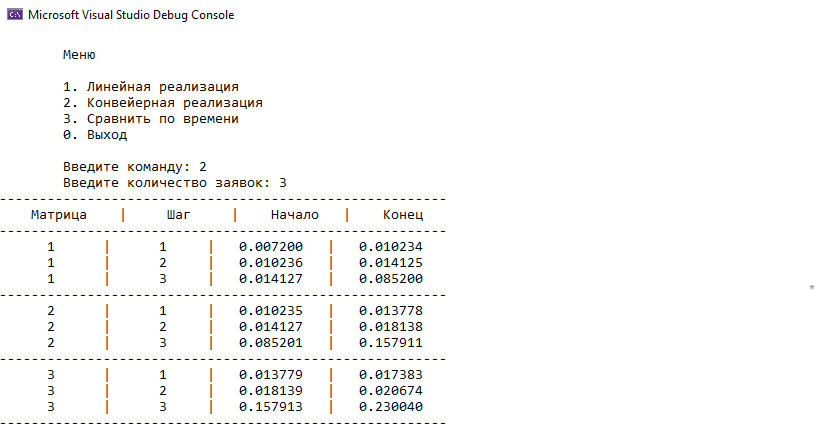 Microsoft Visual Studio Debug Console
Меню
1. Линейная реализация
2. Конвейерная реализация
3. Сравнить по времени
0. Выход
Введите команду: 2
Введите количество заявок: 3
--------------------------------------------------------
Матрица | Шаг | Начало | Конец
--------------------------------------------------------
1 | 1 | 0.007200 | 0.010234
1 | 2 | 0.010236 | 0.014125
1 | 3 | 0.014127 | 0.085200
--------------------------------------------------------
2 | 1 | 0.010235 | 0.013778
2 | 2 | 0.014127 | 0.018138
2 | 3 | 0.085201 | 0.157911
--------------------------------------------------------
3 | 1 | 0.013779 | 0.017383
3 | 2 | 0.018139 | 0.020674
3 | 3 | 0.157913 | 0.230040
--------------------------------------------------------